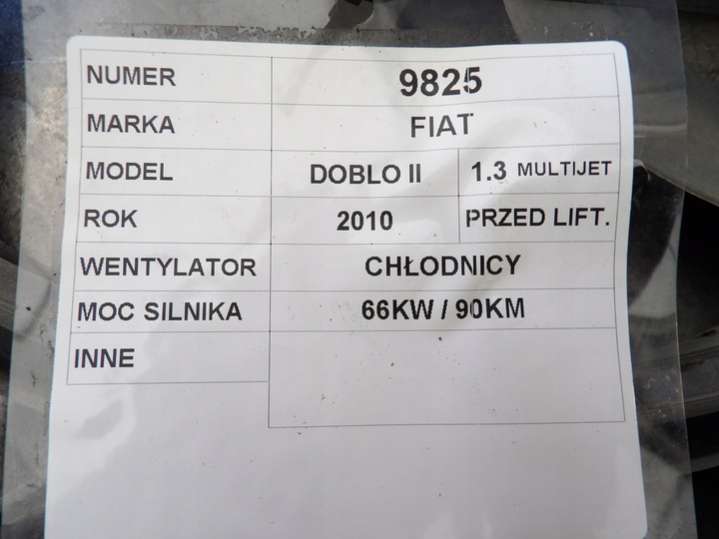 NUMER 9825
MARKA FIAT
MODEL DOBLO II 1.3 MULTIJET
ROK 2010 PRZED LIFT.
WENTYLATOR CHŁODNICY
MOC SILNIKA 66KW / 90KM
INNE